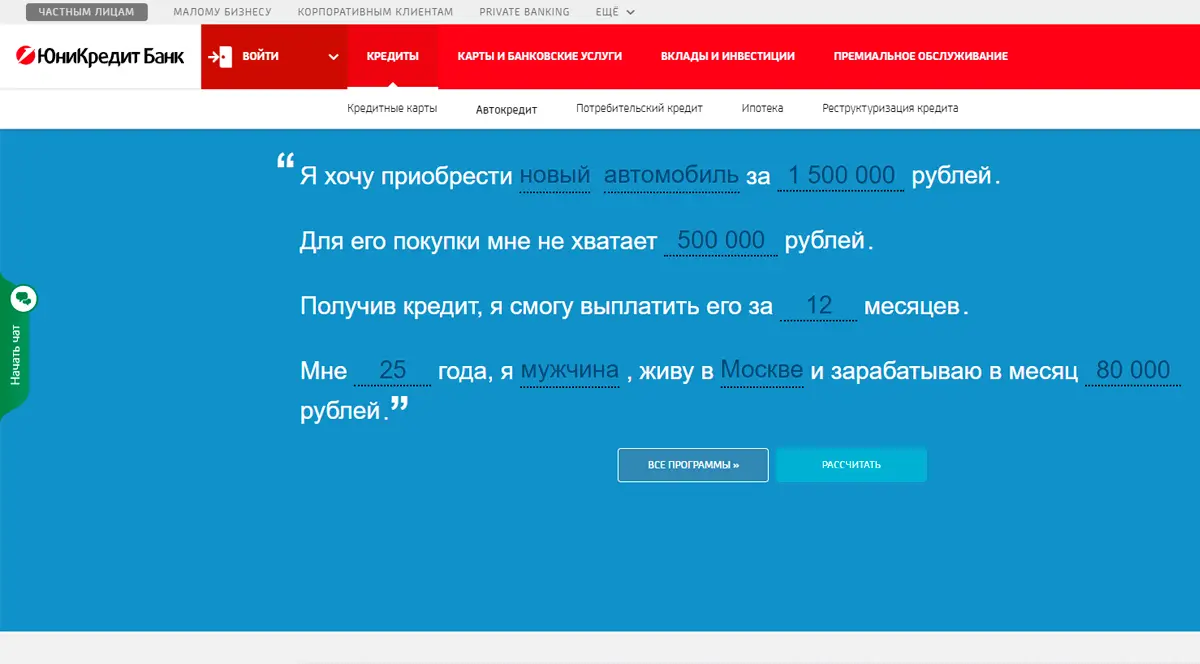 ЧАСТНЫМ ЛИЦАМ МАЛОМУ БИЗНЕСУ КОРПОРАТИВНЫМ КЛИЕНТАМ PRIVATE BANKING ЕЩЁ
ЮниКредит Банк ВОЙТИ КРЕДИТЫ КАРТЫ И БАНКОВСКИЕ УСЛУГИ ВКЛАДЫ И ИНВЕСТИЦИИ ПРЕМИАЛЬНОЕ ОБСЛУЖИВАНИЕ
Кредитные карты Автокредит Потребительский кредит Ипотека Реструктуризация кредита
“Я хочу приобрести новый автомобиль за 1 500 000 рублей.
Для его покупки мне не хватает 500 000 рублей.
Получив кредит, я смогу выплатить его за 12 месяцев.
Мне 25 года, я мужчина , живу в Москве и зарабатываю в месяц 80 000
рублей.”
Начать чат
ВСЕ ПРОГРАММЫ » РАССЧИТАТЬ